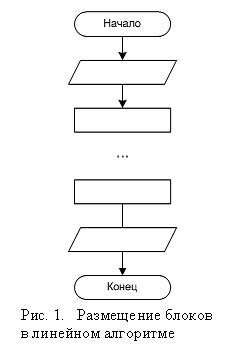 Начало
...
Конец
Рис. 1. Размещение блоков
в линейном алгоритме